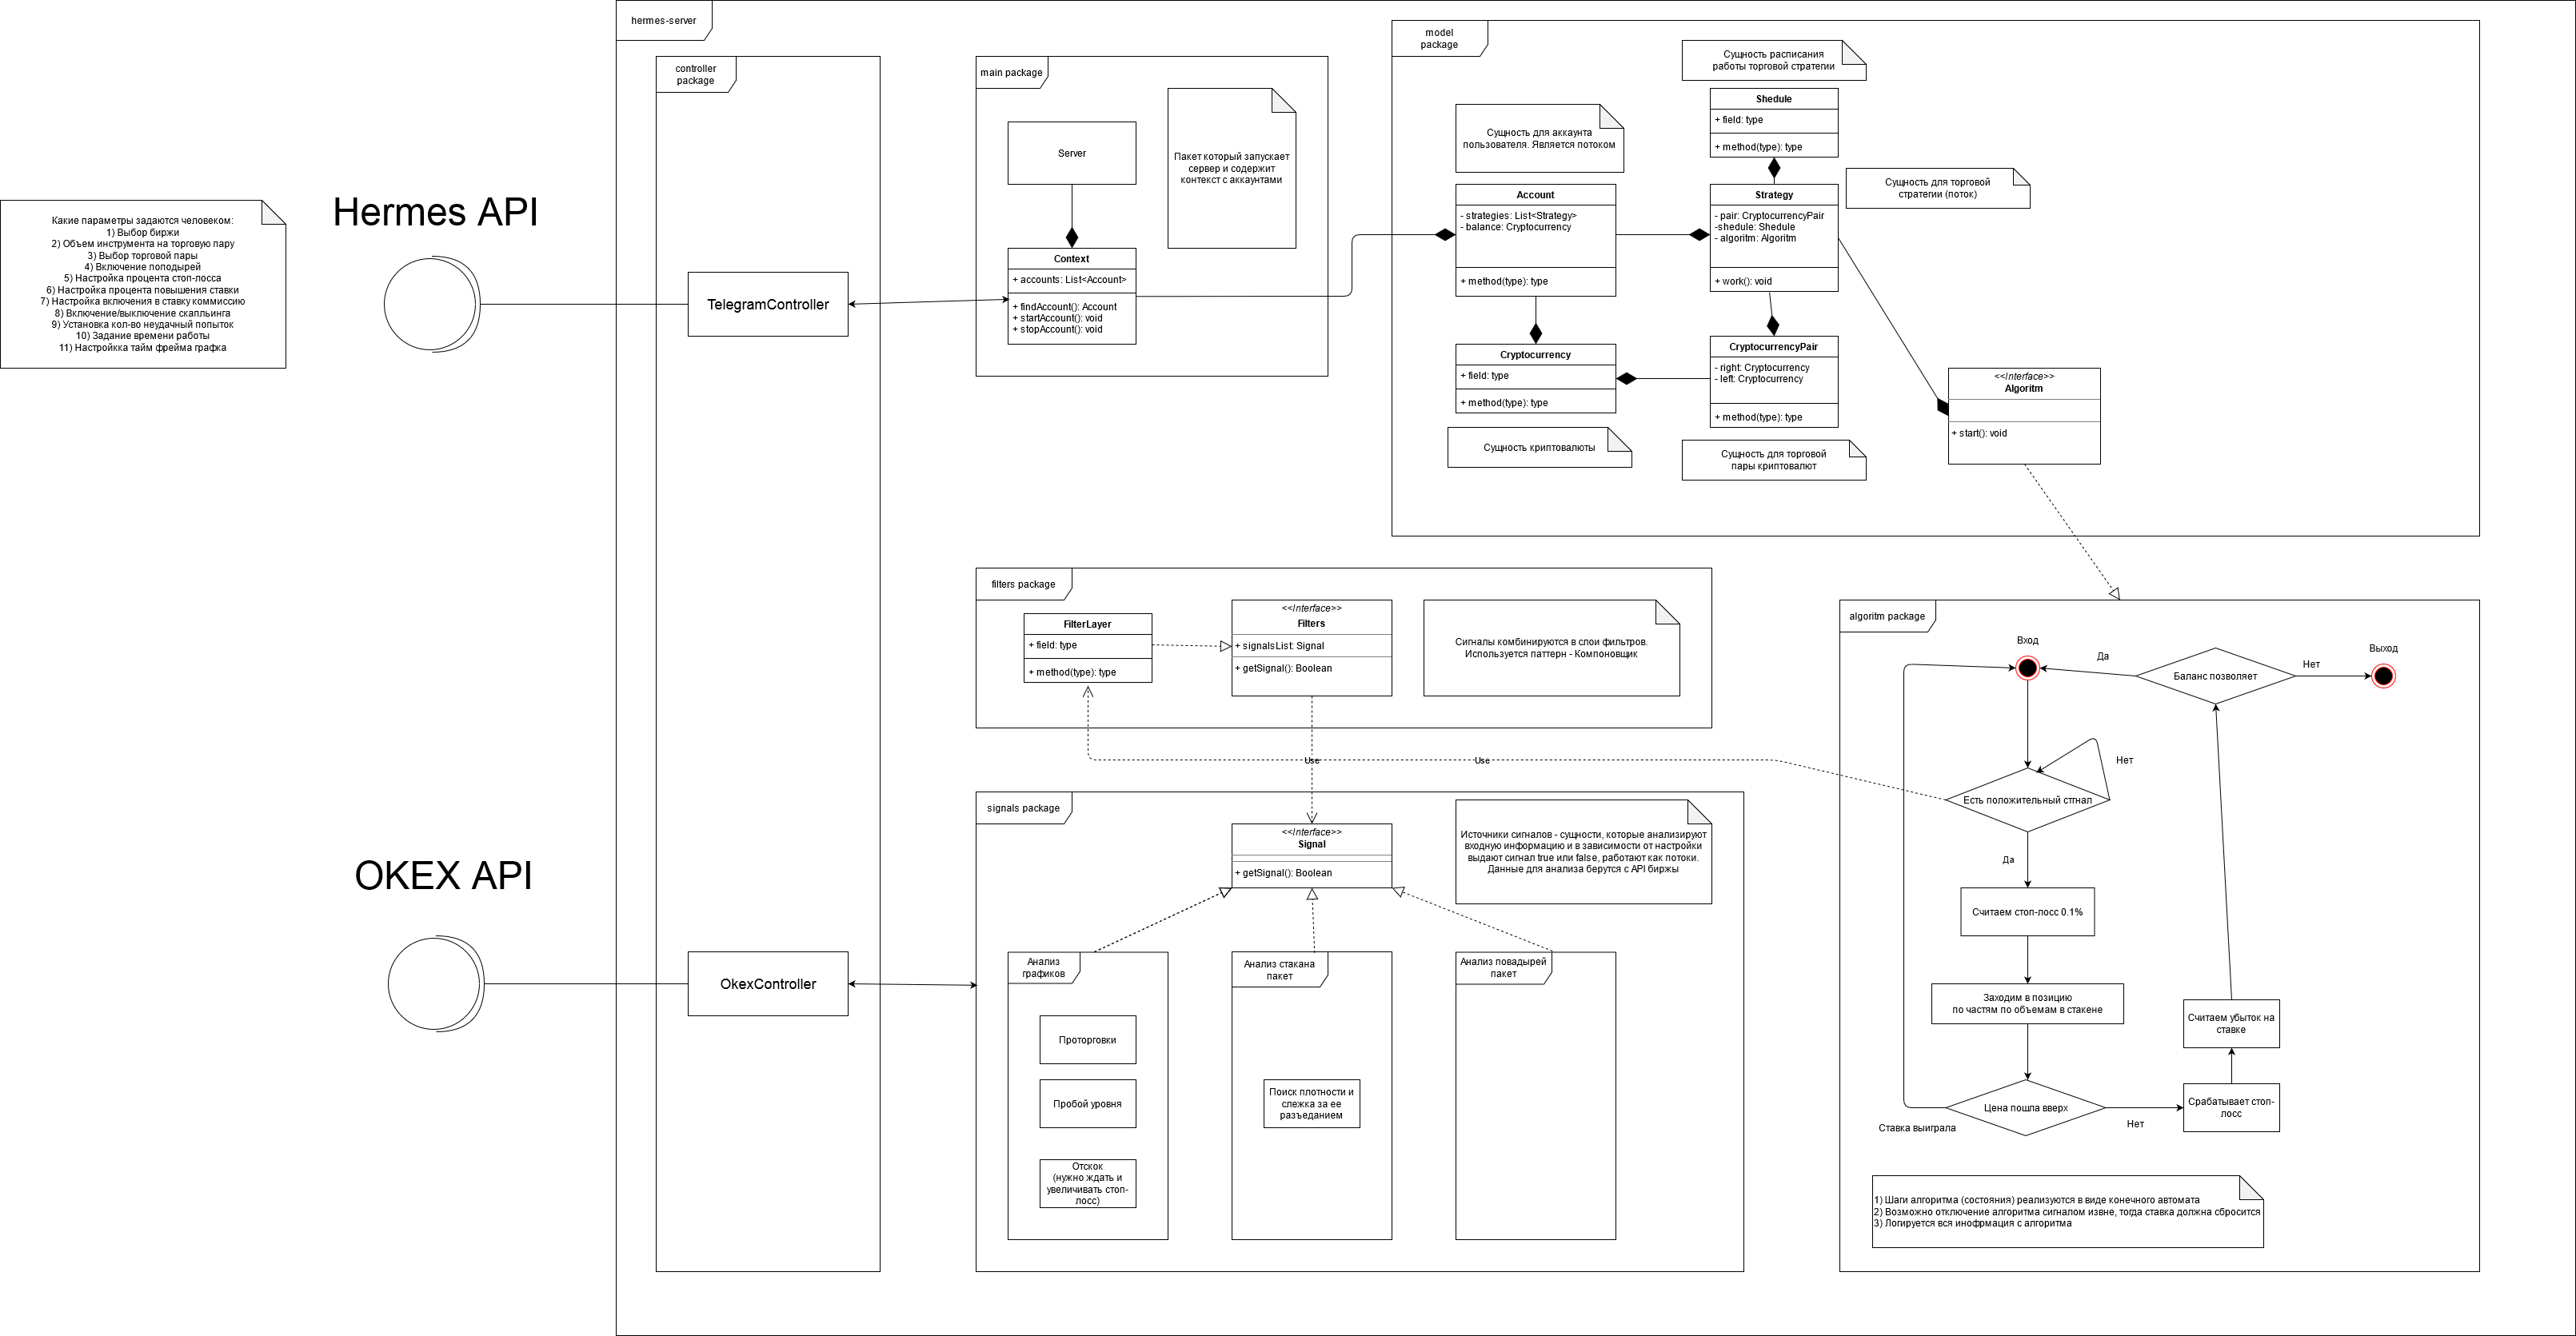 hermes-server
controller
package
main package
Server
Пакет который запускает
сервер и содержит
контекст с аккаунтами
Context
+ accounts: List<Account>
+ findAccount(): Account
+ startAccount(): void
+ stopAccount(): void
Какие параметры задаются человеком:
1) Выбор биржи
2) Объем инструмента на торговую пару
3) Выбор торговой пары
4) Включение поподырей
5) Настройка процента стоп-лосса
6) Настройка процента повышения ставки
7) Настройка включения в ставку коммиссию
8) Включение/выключение скапльинга
9) Установка кол-во неудачный попыток
10) Задание времени работы
11) Настройкка тайм фрейма графка
Hermes API
TelegramController
model
package
Сущность расписания
работы торговой стратегии
Shedule
+ field: type
+ method(type): type
Сущность для аккаунта
пользователя. Является потоком
Account
- strategies: List<Strategy>
- balance: Cryptocurrency
+ method(type): type
Strategy
- pair: CryptocurrencyPair
-shedule: Shedule
- algoritm: Algoritm
+ work(): void
Сущность для торговой
стратегии (поток)
Cryptocurrency
+ field: type
+ method(type): type
Сущность криптовалюты
CryptocurrencyPair
- right: Cryptocurrency
- left: Cryptocurrency
+ method(type): type
Сущность для торговой
пары криптовалют
<<Interface>>
Algoritm
+ start(): void
filters package
FilterLayer
+ field: type
+ method(type): type
<<Interface>>
Filters
+ signalsList: Signal
+ getSignal(): Boolean
Сигналы комбинируются в слои фильтров.
Используется паттерн - Компоновщик
Use
Use
OKEX API
OkexController
signals package
<<Interface>>
Signal
+ getSignal(): Boolean
Источники сигналов - сущности, которые анализируют
входную информацию и в зависимости от настройки
выдают сигнал true или false, работают как потоки.
Данные для анализа берутся с API биржы
Анализ
графиков
Проторговки
Пробой уровня
Отскок
(нужно ждать и
увеличивать стоп-
лосс)
Анализ стакана
пакет
Поиск плотности и
слежка за ее
разъеданием
Анализ повадырей
пакет
algoritm package
Вход
Да
Баланс позволяет
Нет
Выход
Нет
Есть положительный стгнал
Да
Считаем стоп-лосс 0.1%
Заходим в позицию
по частям по объемам в стакене
Цена пошла вверх
Ставка выиграла
Нет
Срабатывает стоп-
лосс
Считаем убыток на
ставке
1) Шаги алгоритма (состояния) реализуются в виде конечного автомата
2) Возможно отключение алгоритма сигналом извне, тогда ставка должна сбросится
3) Логируется вся инофрмация с алгоритма